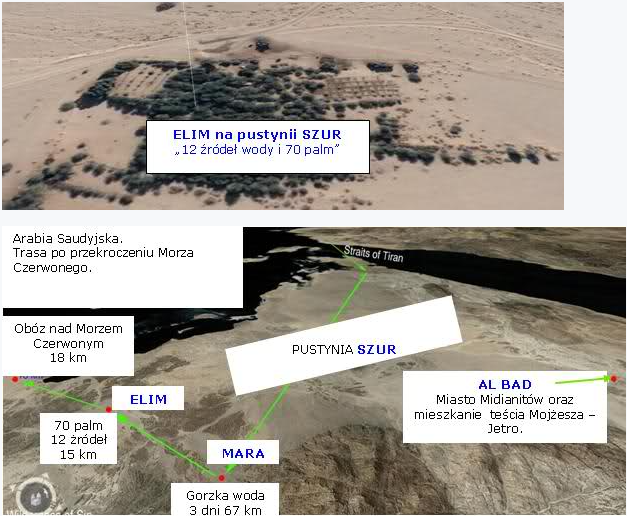 ELIM na pustynii SZUR
„12 źródeł wody i 70 palm”
Arabia Saudyjska.
Trasa po przekroczeniu Morza
Czerwonego.
Straits of Tiran
Obóz nad Morzem
Czerwonym
18 km
PUSTYNIA SZUR
AL BAD
Miasto Midianitów oraz
mieszkanie teścia Mojżesza –
Jetro.
ELIM
70 palm
12 źródeł
15 km
MARA
Gorzka woda
3 dni 67 km